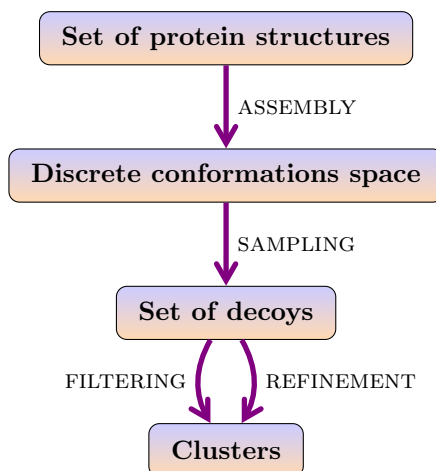 Set of protein structures
ASSEMBLY
Discrete conformations space
SAMPLING
Set of decoys
FILTERING REFINEMENT
Clusters